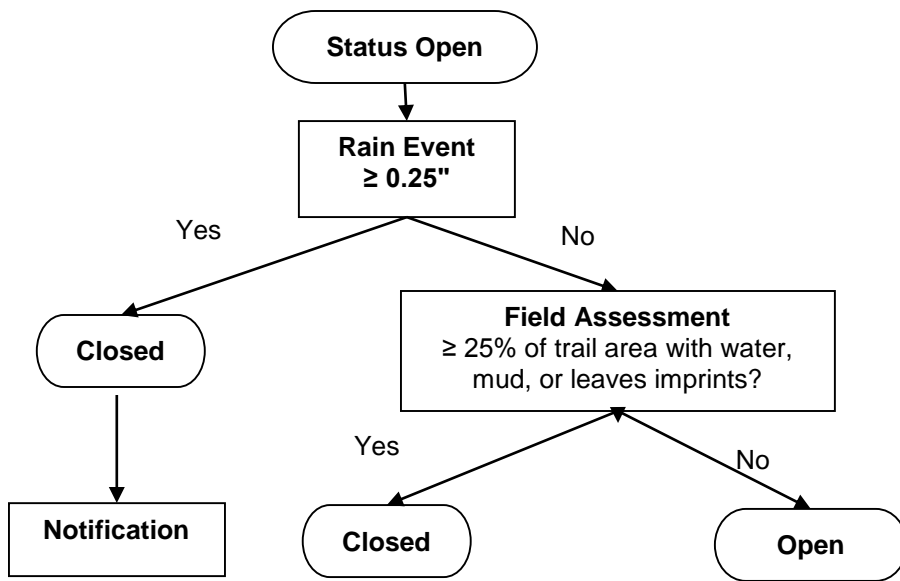 Status Open
Rain Event
≥ 0.25"
Yes
No
Closed
Field Assessment
≥ 25% of trail area with water,
mud, or leaves imprints?
Yes
No
Notification
Closed
Open